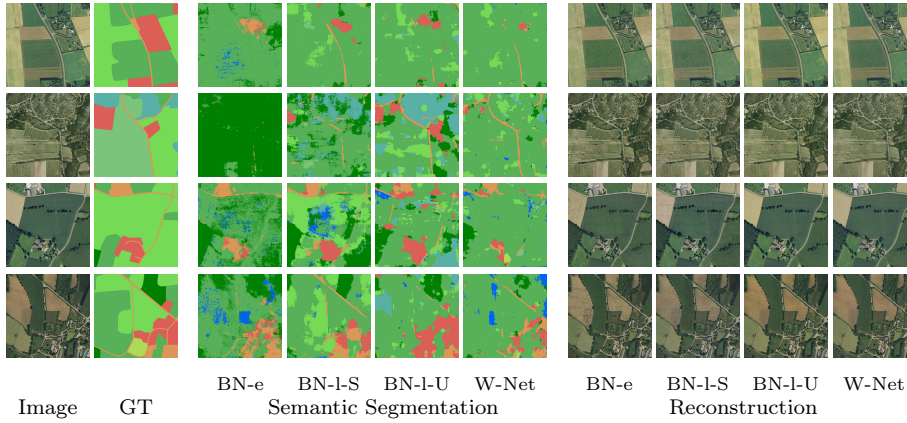 BN-e BN-l-S BN-l-U W-Net BN-e BN-l-S BN-l-U W-Net
Image GT Semantic Segmentation Reconstruction